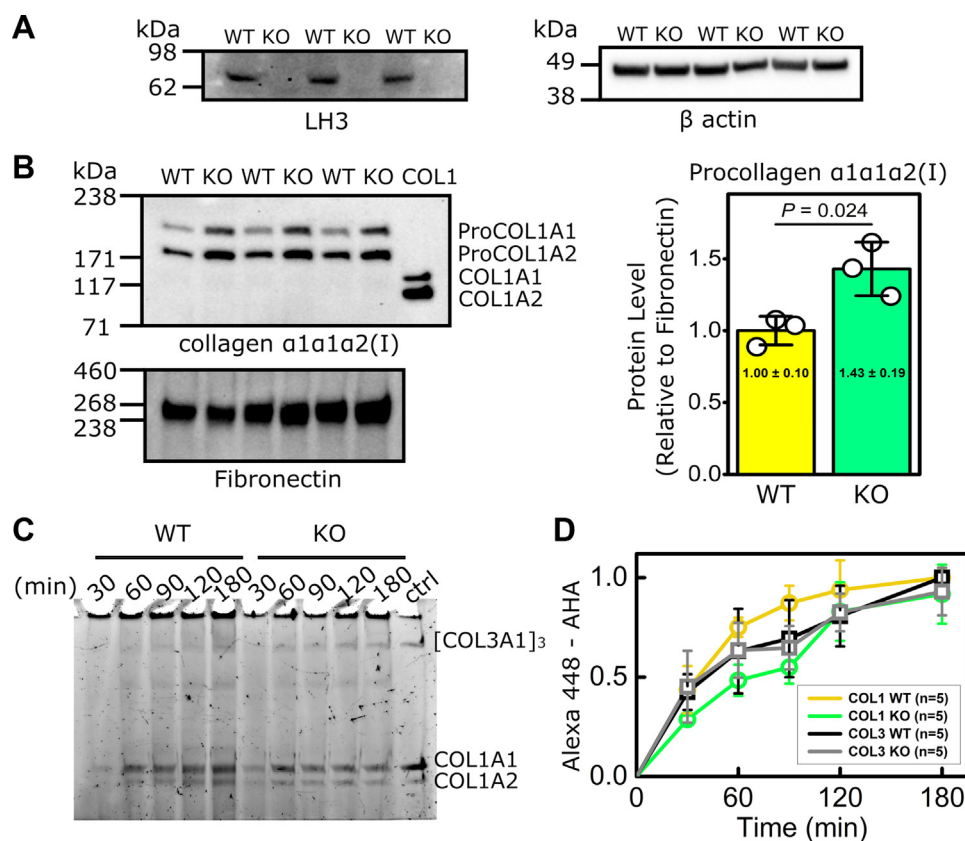 A
kDa
WT KO WT KO WT KO
98
62
LH3
kDa
WT KO WT KO WT KO
49
38
β actin
B
kDa
WT KO WT KO WT KO COL1
238
171
117
71
ProCOL1A1
ProCOL1A2
COL1A1
COL1A2
collagen α1α1α2(I)
460
268
238
Fibronectin
Procollagen α1α1α2(I)
P = 0.024
Protein Level
(Relative to Fibronectin)
1.5
1.0
0.5
0.0
1.00 ± 0.10
1.43 ± 0.19
WT KO
C
WT KO
(min) 30 60 90 120 180 30 60 90 120 180 ctrl
[COL3A1]3
COL1A1
COL1A2
D
Alexa 448 - AHA
1.0
0.5
0.0
COL1 WT (n=5)
COL1 KO (n=5)
COL3 WT (n=5)
COL3 KO (n=5)
0 60 120 180
Time (min)